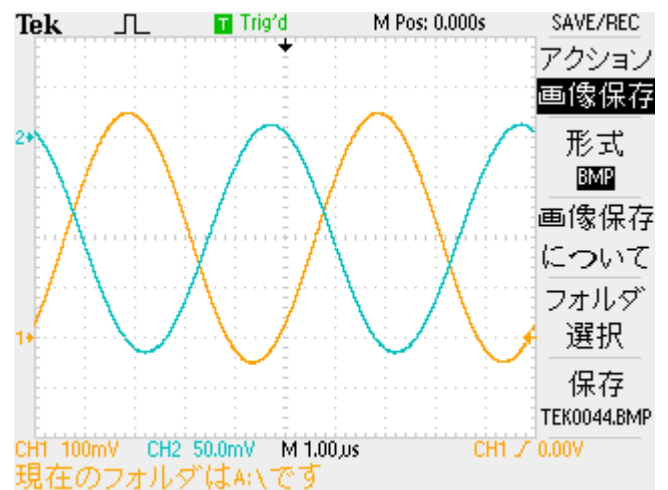 Tek T Trig'd M Pos: 0.000s SAVE/REC
アクション
画像保存
形式
BMP
画像保存
について
フォルダ
選択
保存
TEK0044.BMP
2
1
CH1 100mV CH2 50.0mV M 1.00µs CH1 0.00V
現在のフォルダはA:\です